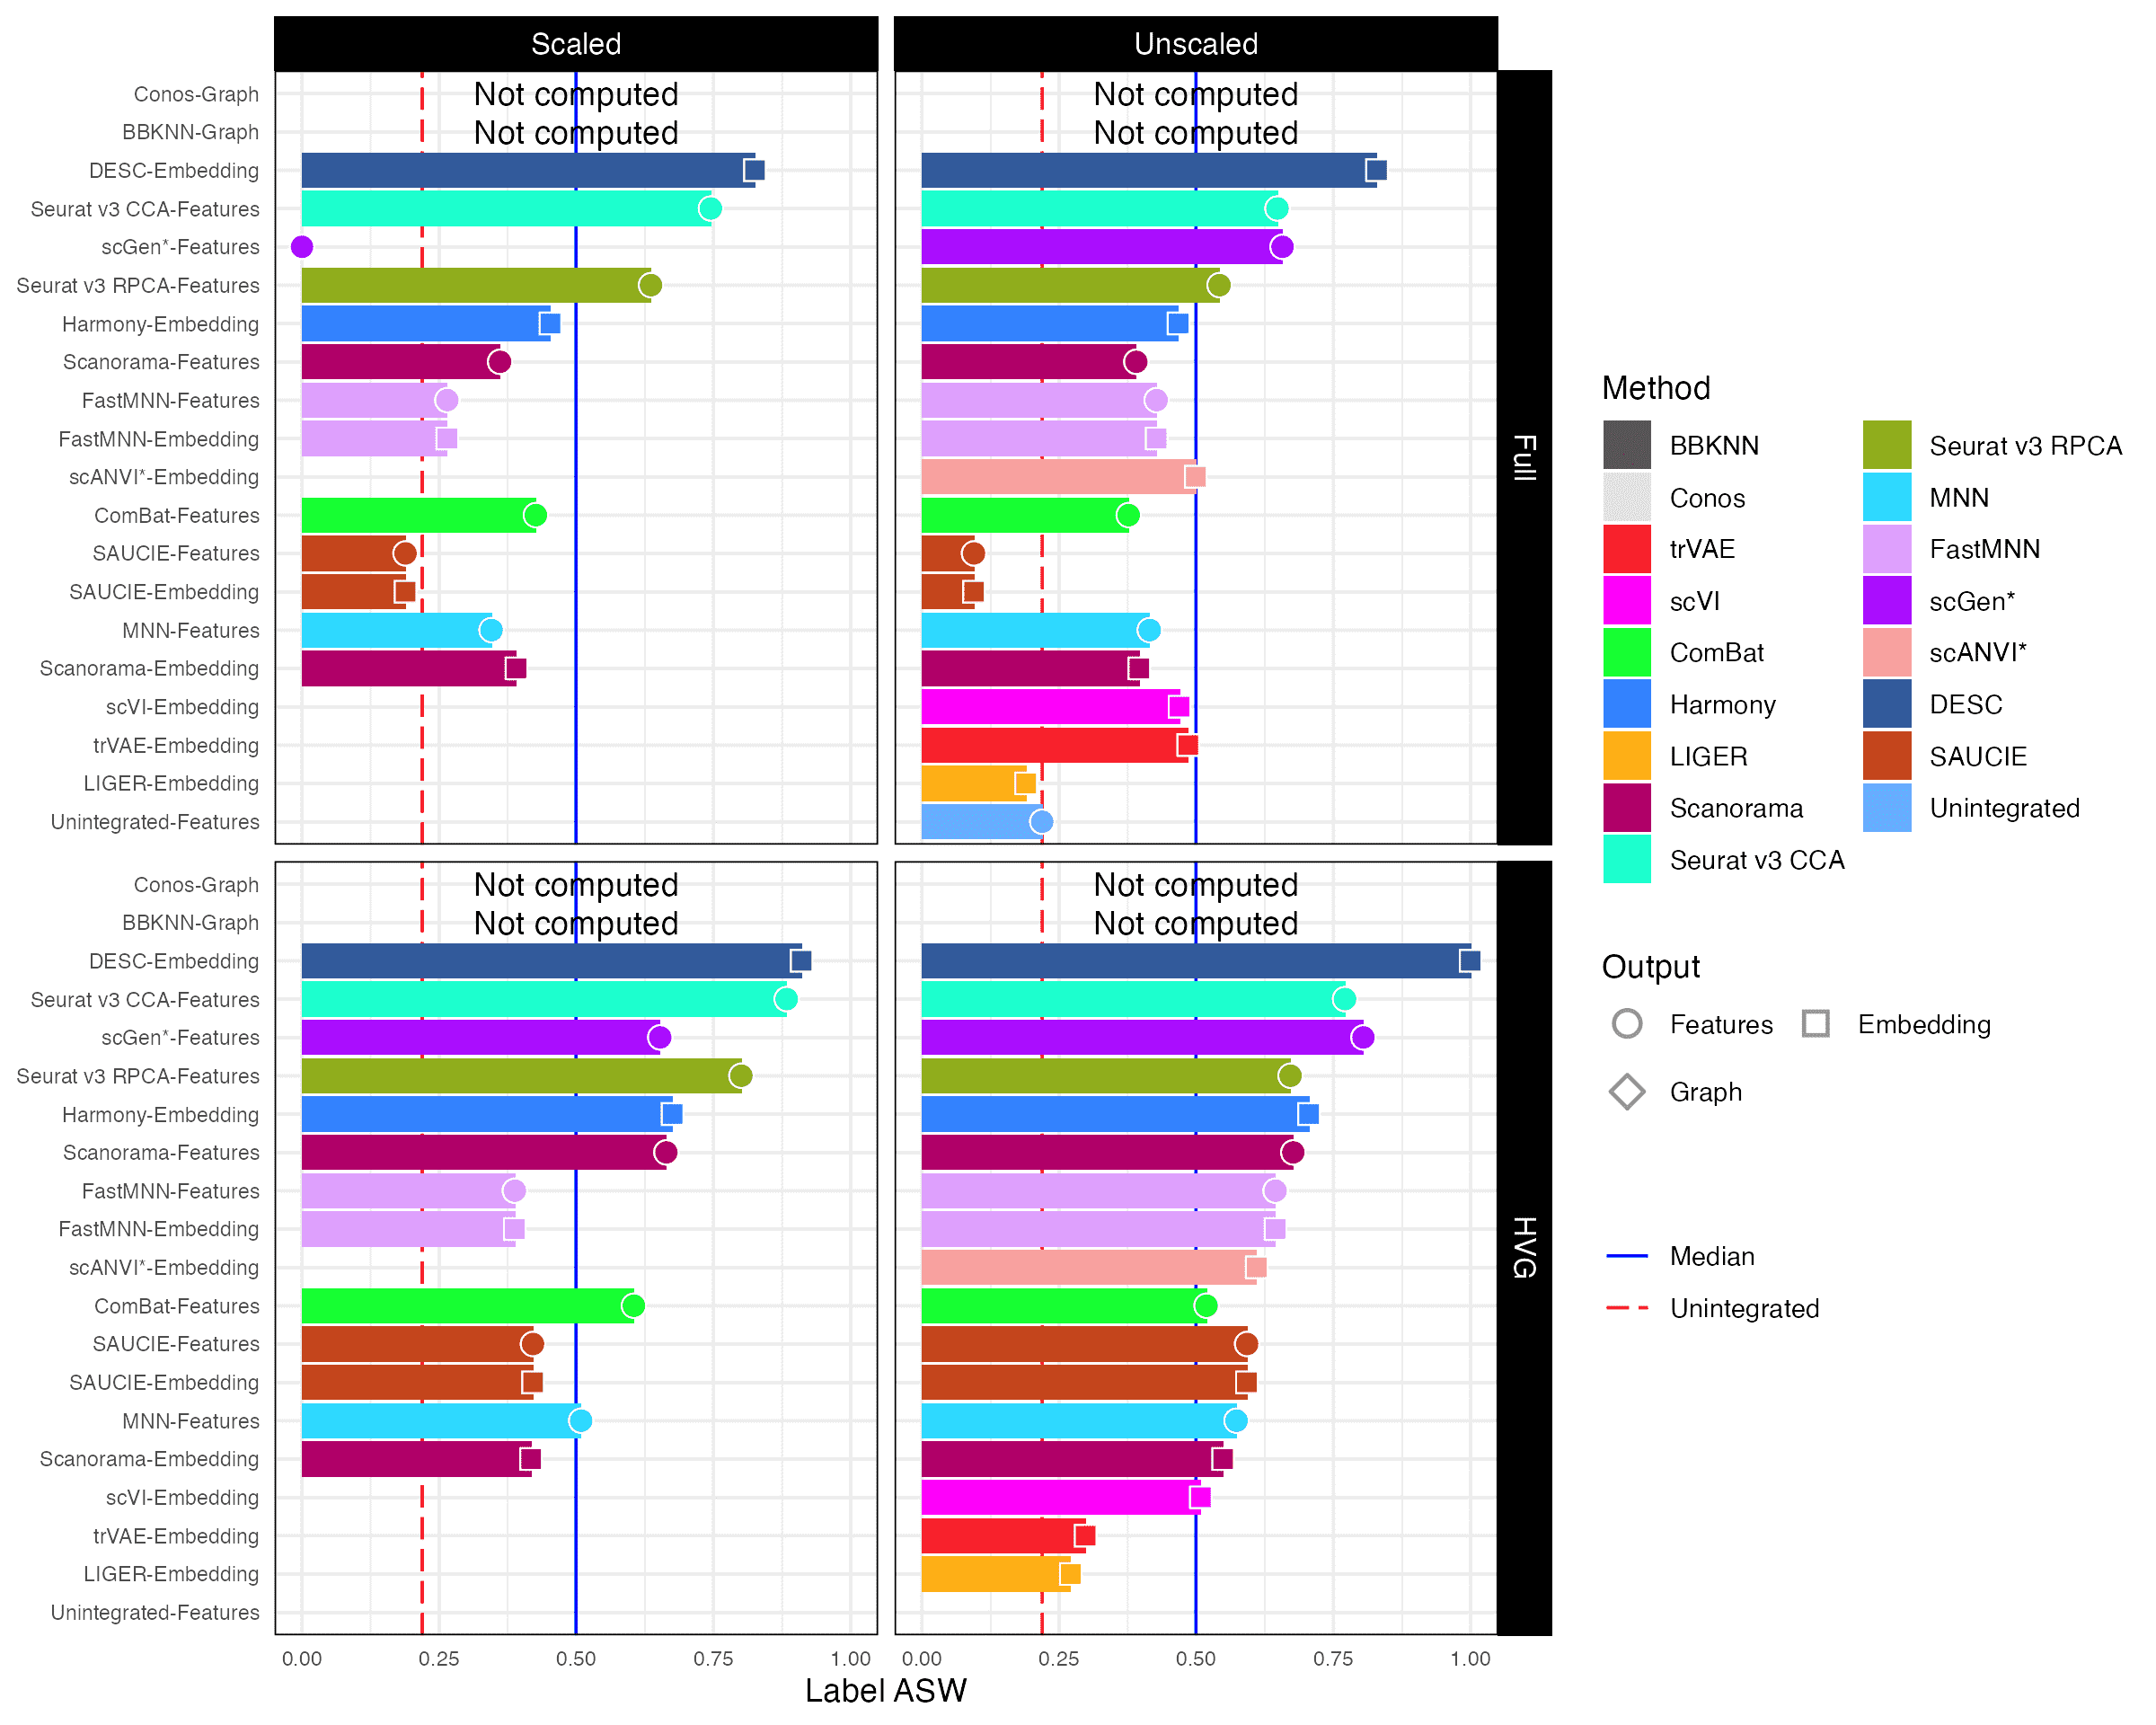 Scaled
Unscaled
Conos-Graph
BBKNN-Graph
DESC-Embedding
Seurat v3 CCA-Features
scGen*-Features
Seurat v3 RPCA-Features
Harmony-Embedding
Scanorama-Features
FastMNN-Features
FastMNN-Embedding
scANVI*-Embedding
ComBat-Features
SAUCIE-Features
SAUCIE-Embedding
MNN-Features
Scanorama-Embedding
scVI-Embedding
trVAE-Embedding
LIGER-Embedding
Unintegrated-Features
Not computed
Not computed
Not computed
Not computed
Full
Conos-Graph
BBKNN-Graph
DESC-Embedding
Seurat v3 CCA-Features
scGen*-Features
Seurat v3 RPCA-Features
Harmony-Embedding
Scanorama-Features
FastMNN-Features
FastMNN-Embedding
scANVI*-Embedding
ComBat-Features
SAUCIE-Features
SAUCIE-Embedding
MNN-Features
Scanorama-Embedding
scVI-Embedding
trVAE-Embedding
LIGER-Embedding
Unintegrated-Features
Not computed
Not computed
Not computed
Not computed
HVG
0.00 0.25 0.50 0.75 1.00
0.00 0.25 0.50 0.75 1.00
Label ASW
Method
BBKNN
Conos
trVAE
scVI
ComBat
Harmony
LIGER
Scanorama
Seurat v3 CCA
Seurat v3 RPCA
MNN
FastMNN
scGen*
scANVI*
DESC
SAUCIE
Unintegrated
Output
Features
Embedding
Graph
Median
Unintegrated